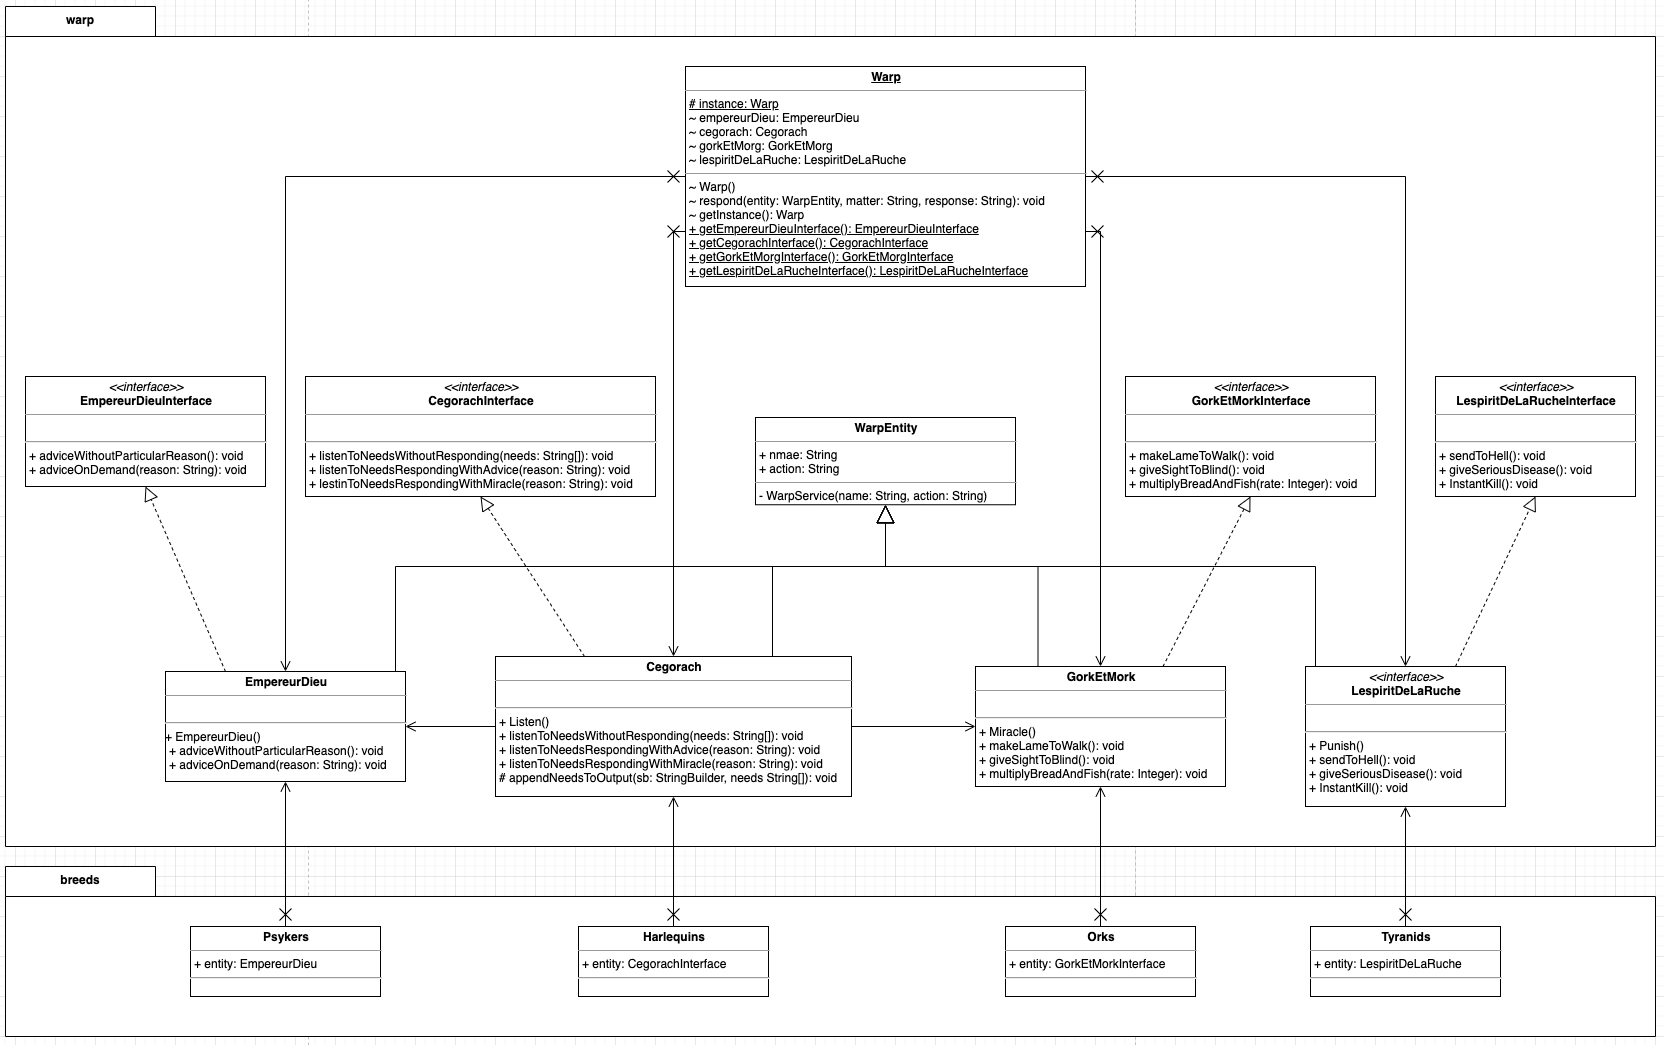 warp
Warp
# instance: Warp
~ empereurDieu: EmpereurDieu
~ cegorach: Cegorach
~ gorkEtMorg: GorkEtMorg
~ lespiritDeLaRuche: LespiritDeLaRuche
~ Warp()
~ respond(entity: WarpEntity, matter: String, response: String): void
~ getInstance(): Warp
+ getEmpereurDieuInterface(): EmpereurDieuInterface
+ getCegorachInterface(): CegorachInterface
+ getGorkEtMorgInterface(): GorkEtMorgInterface
+ getLespiritDeLaRucheInterface(): LespiritDeLaRucheInterface
<<interface>>
EmpereurDieuInterface
+ adviceWithoutParticularReason(): void
+ adviceOnDemand(reason: String): void
<<interface>>
CegorachInterface
+ listenToNeedsWithoutResponding(needs: String[]): void
+ listenToNeedsRespondingWithAdvice(reason: String): void
+ lestinToNeedsRespondingWithMiracle(reason: String): void
WarpEntity
+ nmae: String
+ action: String
- WarpService(name: String, action: String)
<<interface>>
GorkEtMorkInterface
+ makeLameToWalk(): void
+ giveSightToBlind(): void
+ multiplyBreadAndFish(rate: Integer): void
<<interface>>
LespiritDeLaRucheInterface
+ sendToHell(): void
+ giveSeriousDisease(): void
+ InstantKill(): void
EmpereurDieu
+ EmpereurDieu()
+ adviceWithoutParticularReason(): void
+ adviceOnDemand(reason: String): void
Cegorach
+ Listen()
+ listenToNeedsWithoutResponding(needs: String[]): void
+ listenToNeedsRespondingWithAdvice(reason: String): void
+ listenToNeedsRespondingWithMiracle(reason: String): void
# appendNeedsToOutput(sb: StringBuilder, needs String[]): void
GorkEtMork
+ Miracle()
+ makeLameToWalk(): void
+ giveSightToBlind(): void
+ multiplyBreadAndFish(rate: Integer): void
<<interface>>
LespiritDeLaRuche
+ Punish()
+ sendToHell(): void
+ giveSeriousDisease(): void
+ InstantKill(): void
breeds
Psykers
+ entity: EmpereurDieu
Harlequins
+ entity: CegorachInterface
Orks
+ entity: GorkEtMorkInterface
Tyranids
+ entity: LespiritDeLaRuche